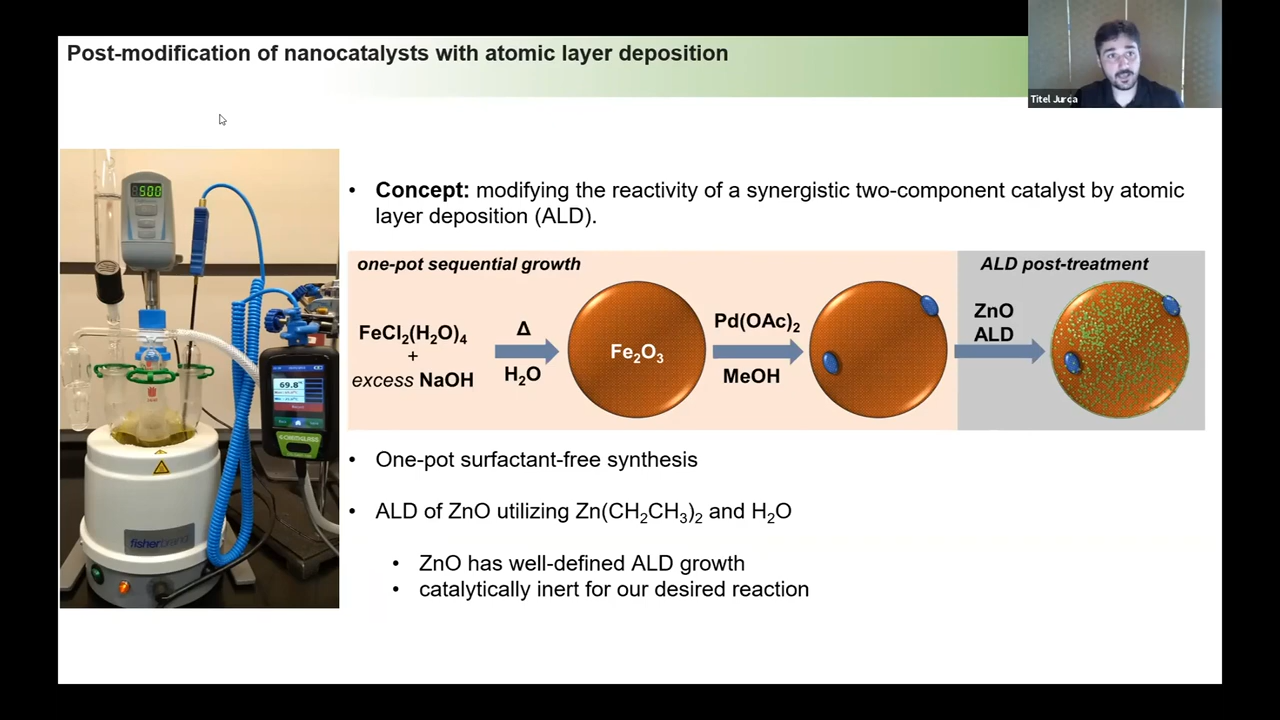 Post-modification of nanocatalysts with atomic layer deposition
Titel Jurca
500
• Concept: modifying the reactivity of a synergistic two-component catalyst by atomic
layer deposition (ALD).
one-pot sequential growth
ALD post-treatment
FeCl₂(H₂O)₄
+
excess NaOH
Δ
H₂O
Fe₂O₃
Pd(OAc)₂
MeOH
ZnO
ALD
69.8
CHEMGLASS
fisherbrand
• One-pot surfactant-free synthesis
• ALD of ZnO utilizing Zn(CH₂CH₃)₂ and H₂O
• ZnO has well-defined ALD growth
• catalytically inert for our desired reaction